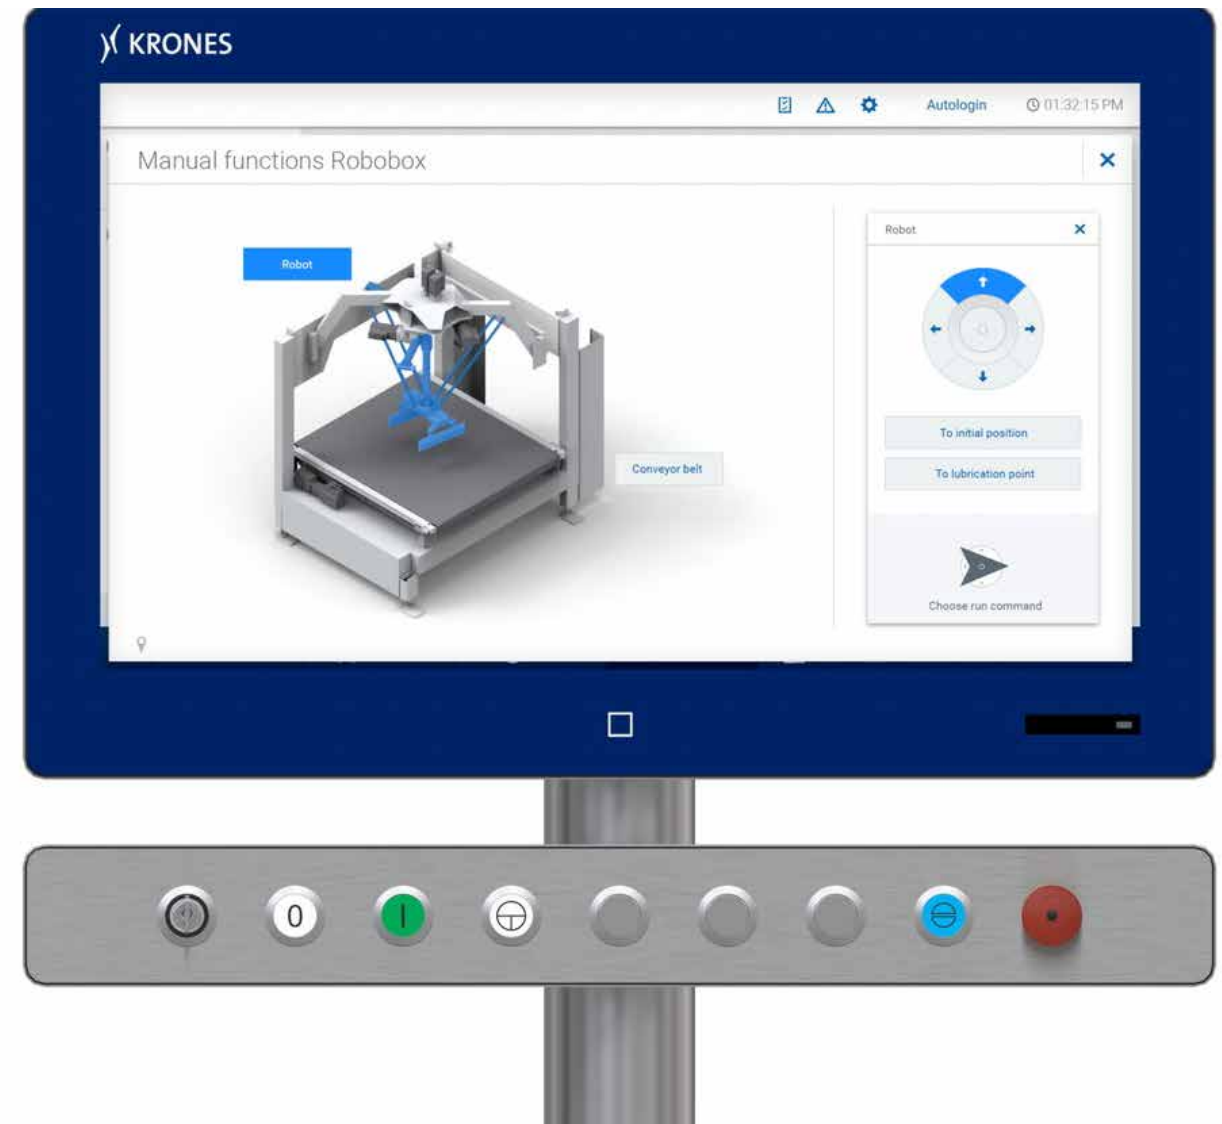 KRONES
Autologin
01:32:15 PM
Manual functions Robobox
Robot
Robot
To initial position
Conveyor belt
To lubrication point
Choose run command
0
I